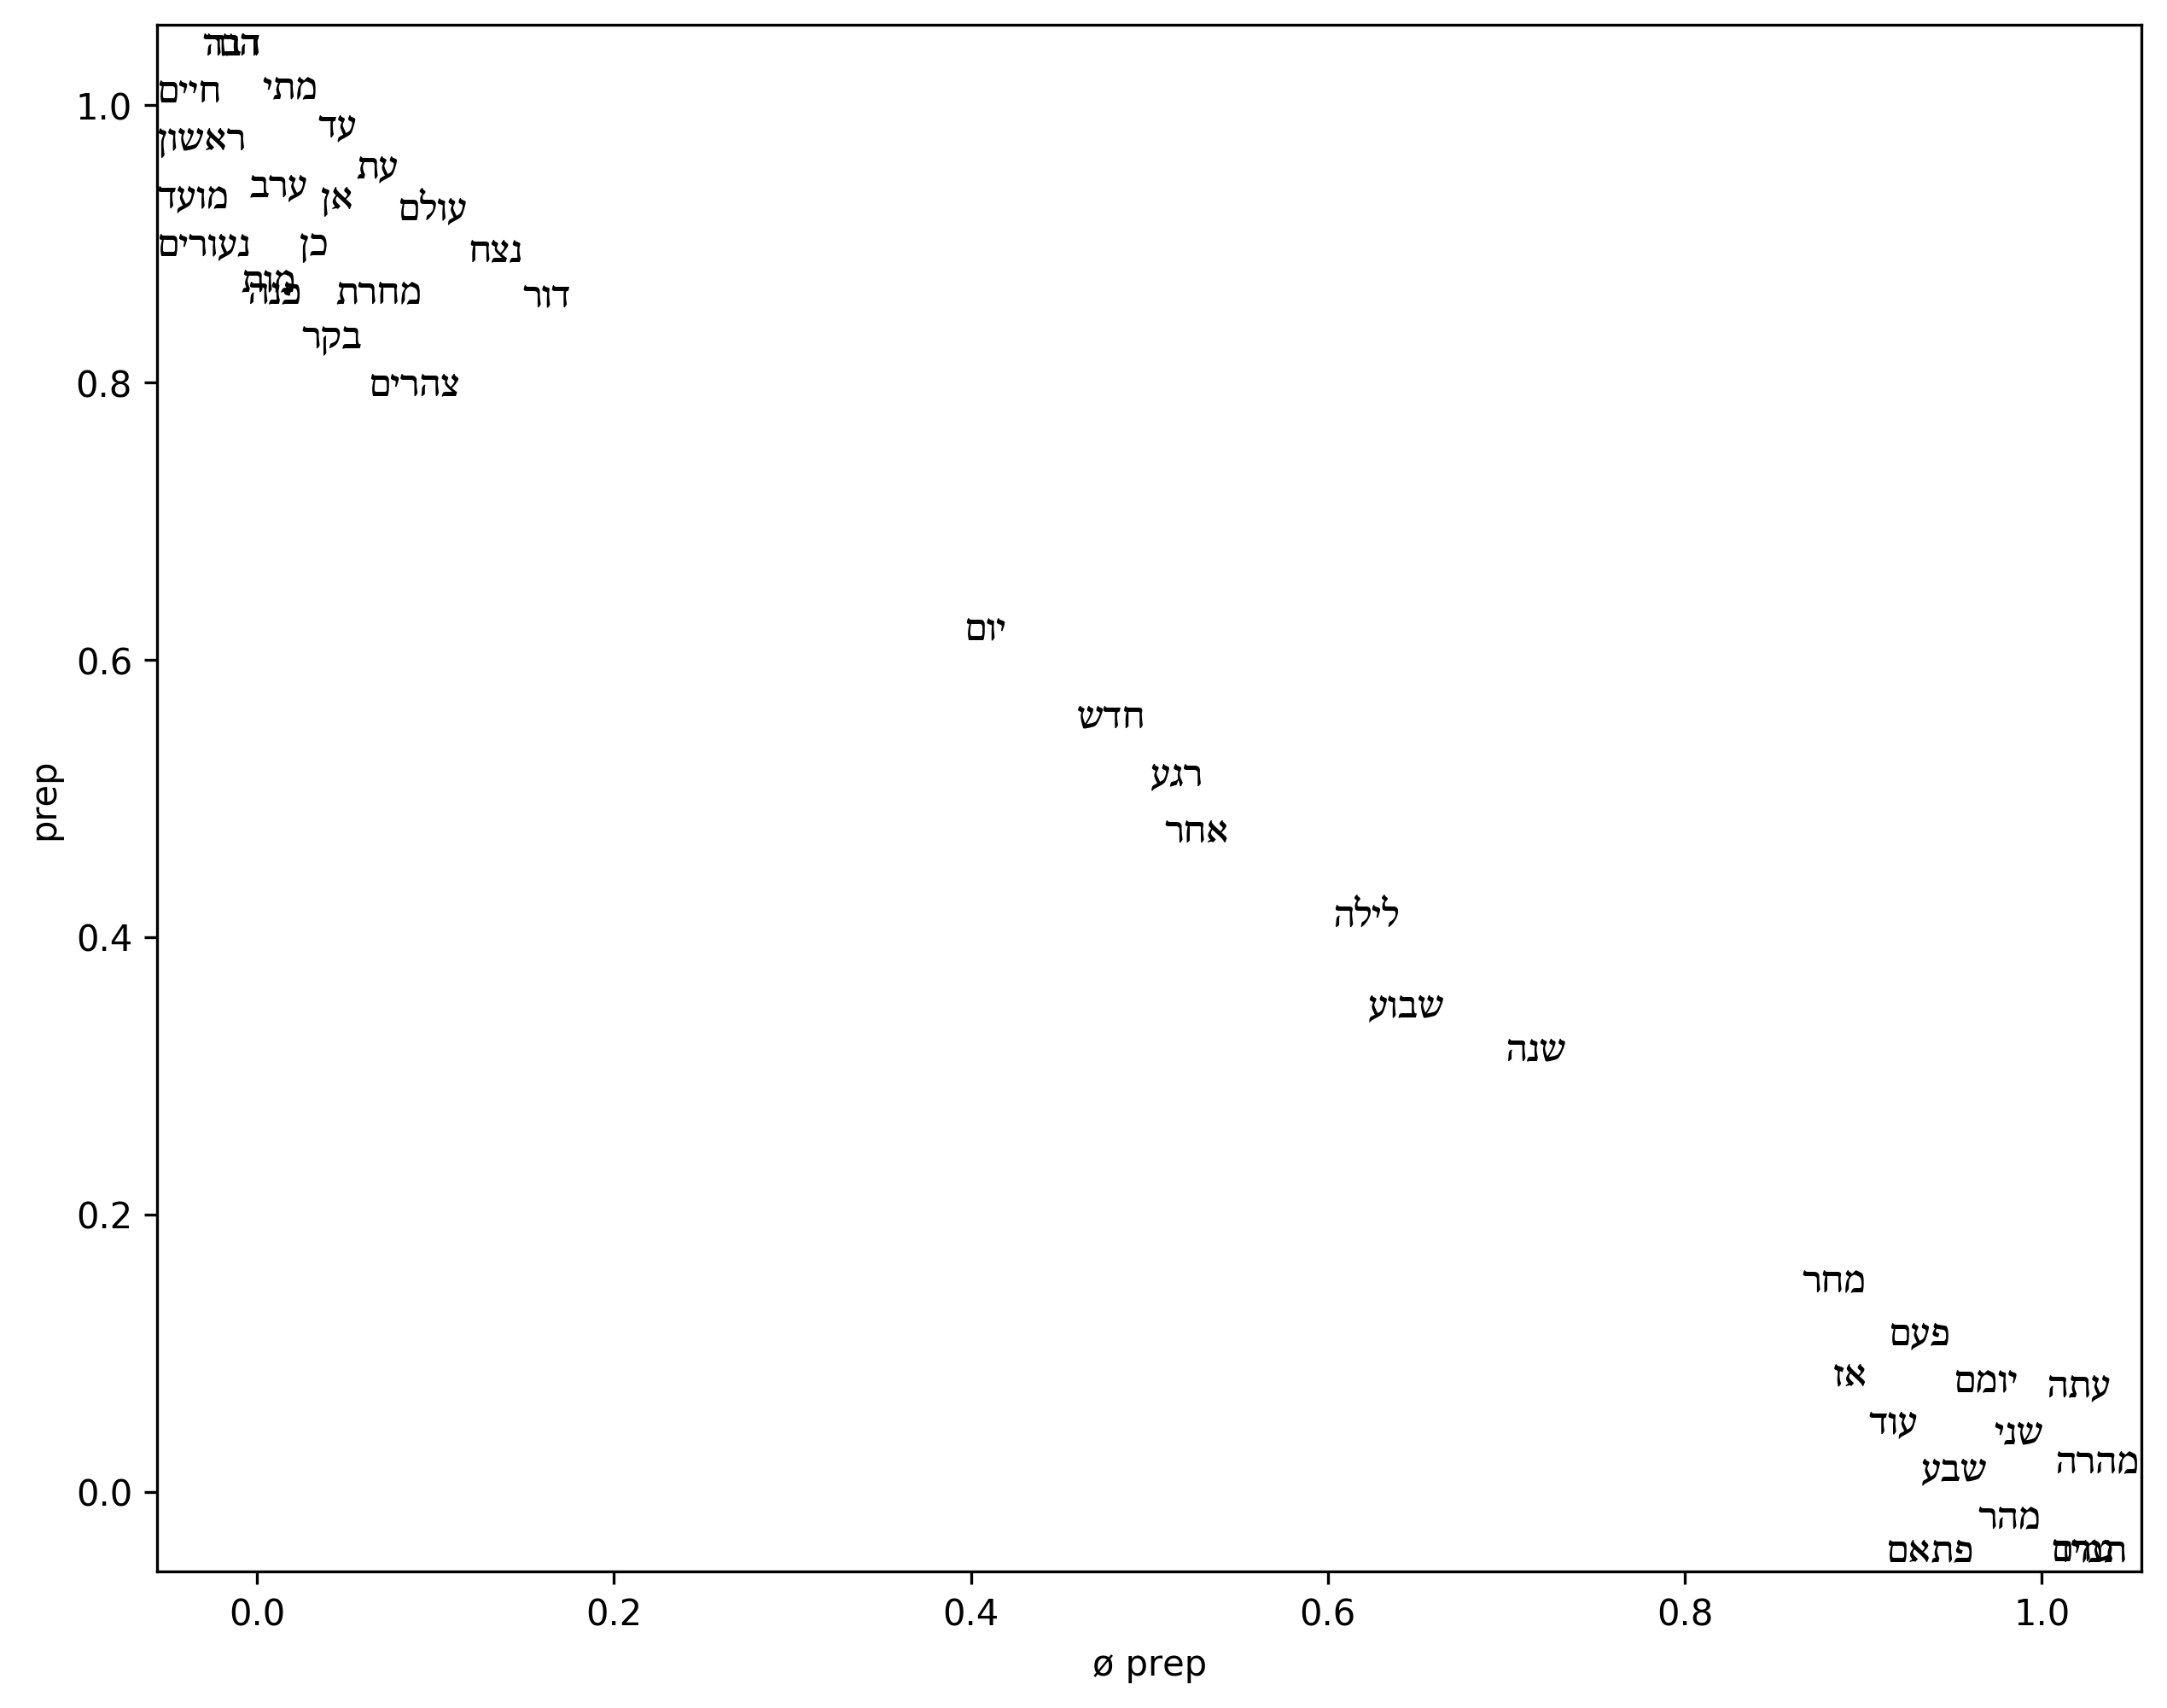 1.0
0.8
0.6
0.4
0.2
0.0
prep
חיים
מתי
עד
ראשון
עת
ערב
מועד
אן
עולם
נעורים
כן
נצח
מות
פנה
מחרת
דור
בקר
צהרים
יום
חדש
רגע
אחר
לילה
שבוע
שנה
מחר
פעם
אז
יומם
עתה
עוד
שני
מהרה
שבע
מהר
פתאם
0.0 0.2 0.4 0.6 0.8 1.0
ø prep